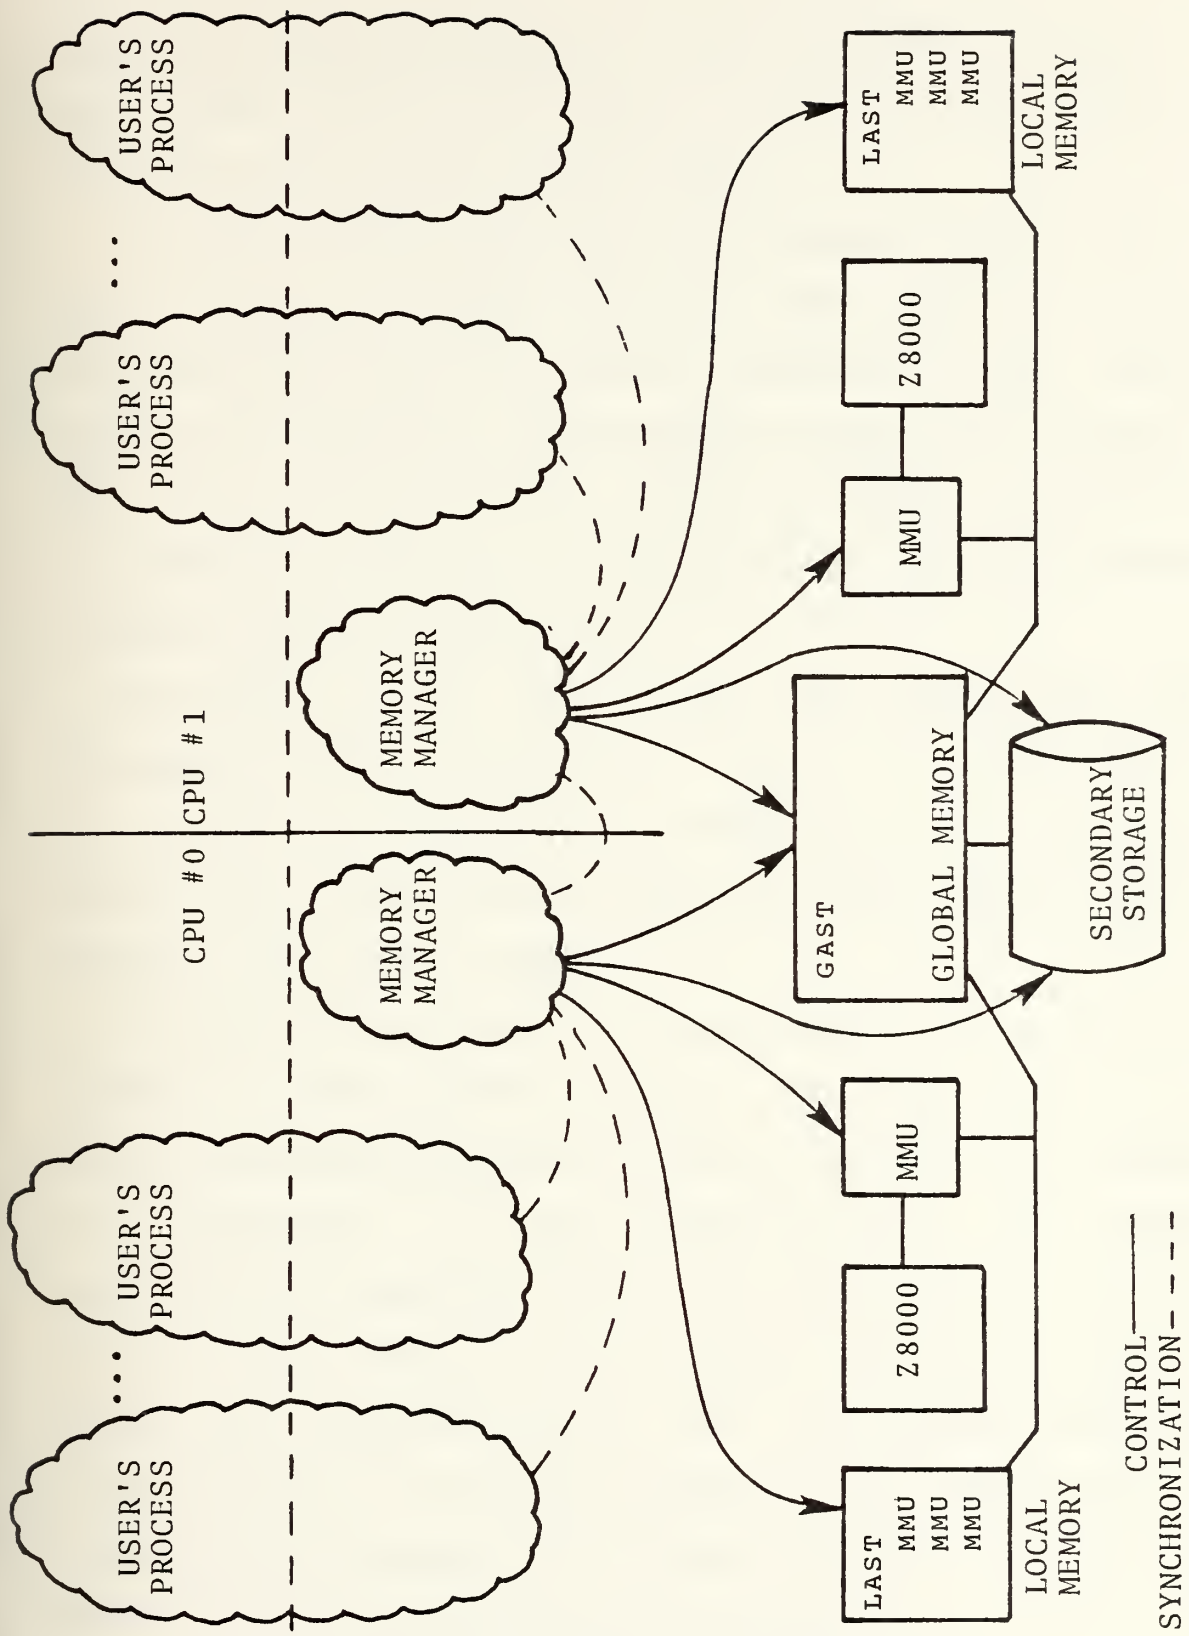 USER'S
PROCESS
...
USER'S
PROCESS
CPU #0
CPU #1
USER'S
PROCESS
...
USER'S
PROCESS
MEMORY
MANAGER
MEMORY
MANAGER
LAST
MMU
MMU
MMU
LOCAL
MEMORY
Z8000
MMU
GAST
GLOBAL MEMORY
MMU
Z8000
LAST
MMU
MMU
MMU
LOCAL
MEMORY
SECONDARY
STORAGE
CONTROL
SYNCHRONIZATION